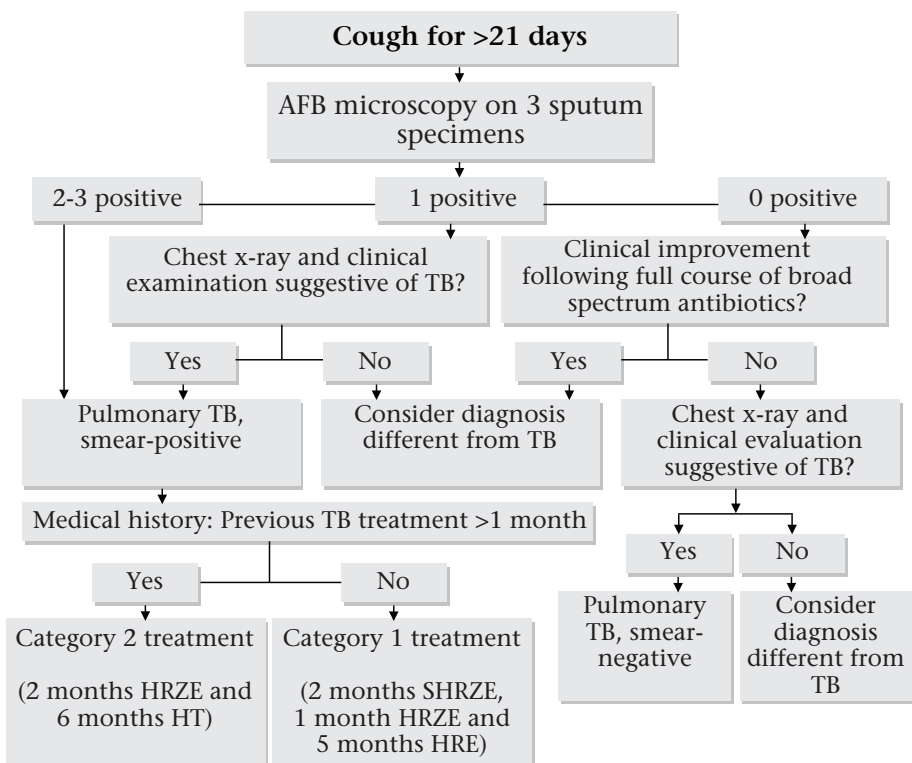 Cough for >21 days
AFB microscopy on 3 sputum
specimens
2-3 positive
1 positive
0 positive
Chest x-ray and clinical
examination suggestive of TB?
Clinical improvement
following full course of broad
spectrum antibiotics?
Yes
No
Yes
No
Pulmonary TB,
smear-positive
Consider diagnosis
different from TB
Chest x-ray and
clinical evaluation
suggestive of TB?
Medical history: Previous TB treatment >1 month
Yes
No
Yes
No
Category 2 treatment
(2 months HRZE and
6 months HT)
Category 1 treatment
(2 months SHRZE,
1 month HRZE and
5 months HRE)
Pulmonary
TB, smear-
negative
Consider
diagnosis
different from
TB